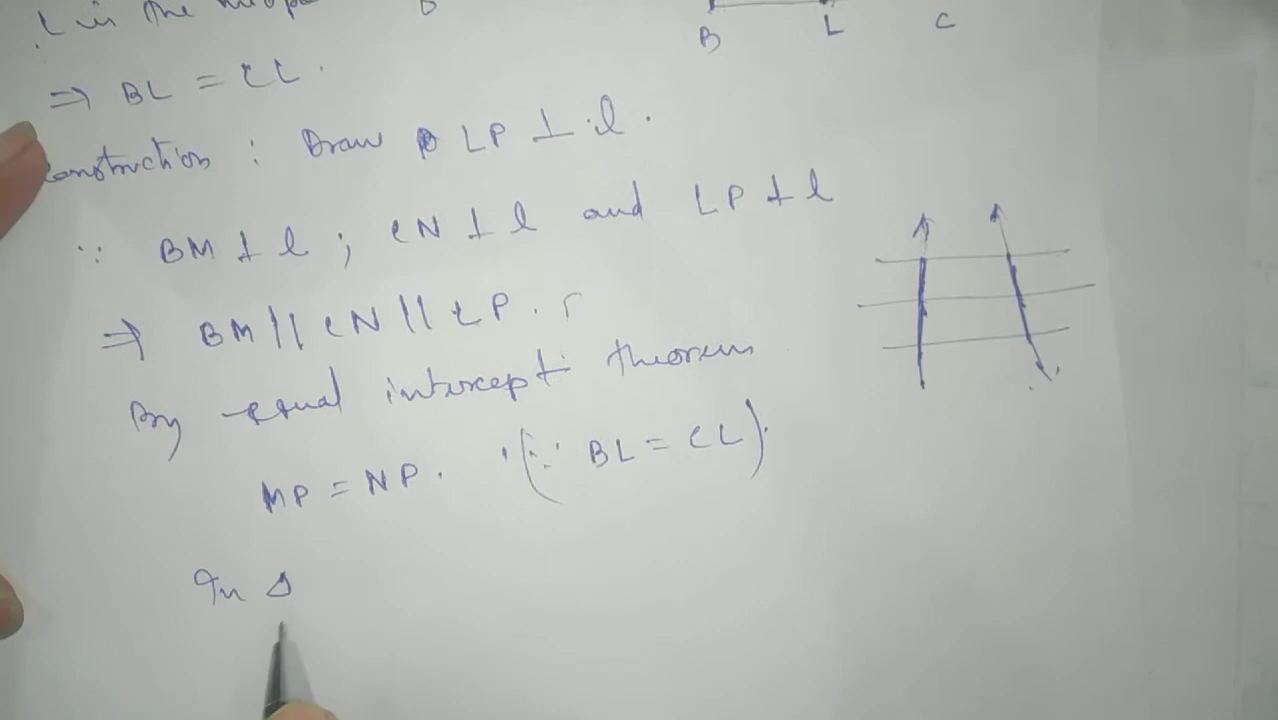 L is the midp
B L C
⇒ BL = CL.
Construction : Draw LP ⊥ l.
∵ BM ⊥ l ; CN ⊥ l and LP ⊥ l
⇒ BM || CN || LP.
By equal intercept theorem
MP = NP. (∵ BL = CL).
In Δ